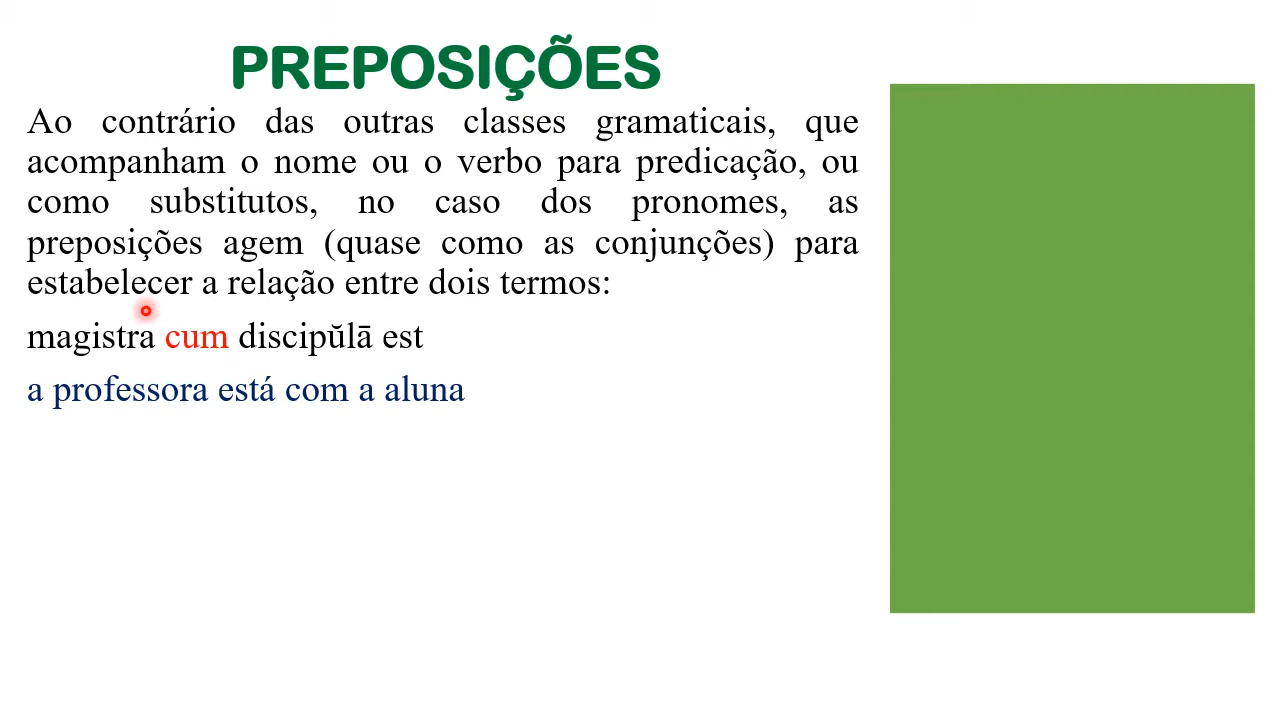 PREPOSIÇÕES
Ao contrário das outras classes gramaticais, que
acompanham o nome ou o verbo para predicação, ou
como substitutos, no caso dos pronomes, as
preposições agem (quase como as conjunções) para
estabelecer a relação entre dois termos:
magistra cum discipŭlā est
a professora está com a aluna